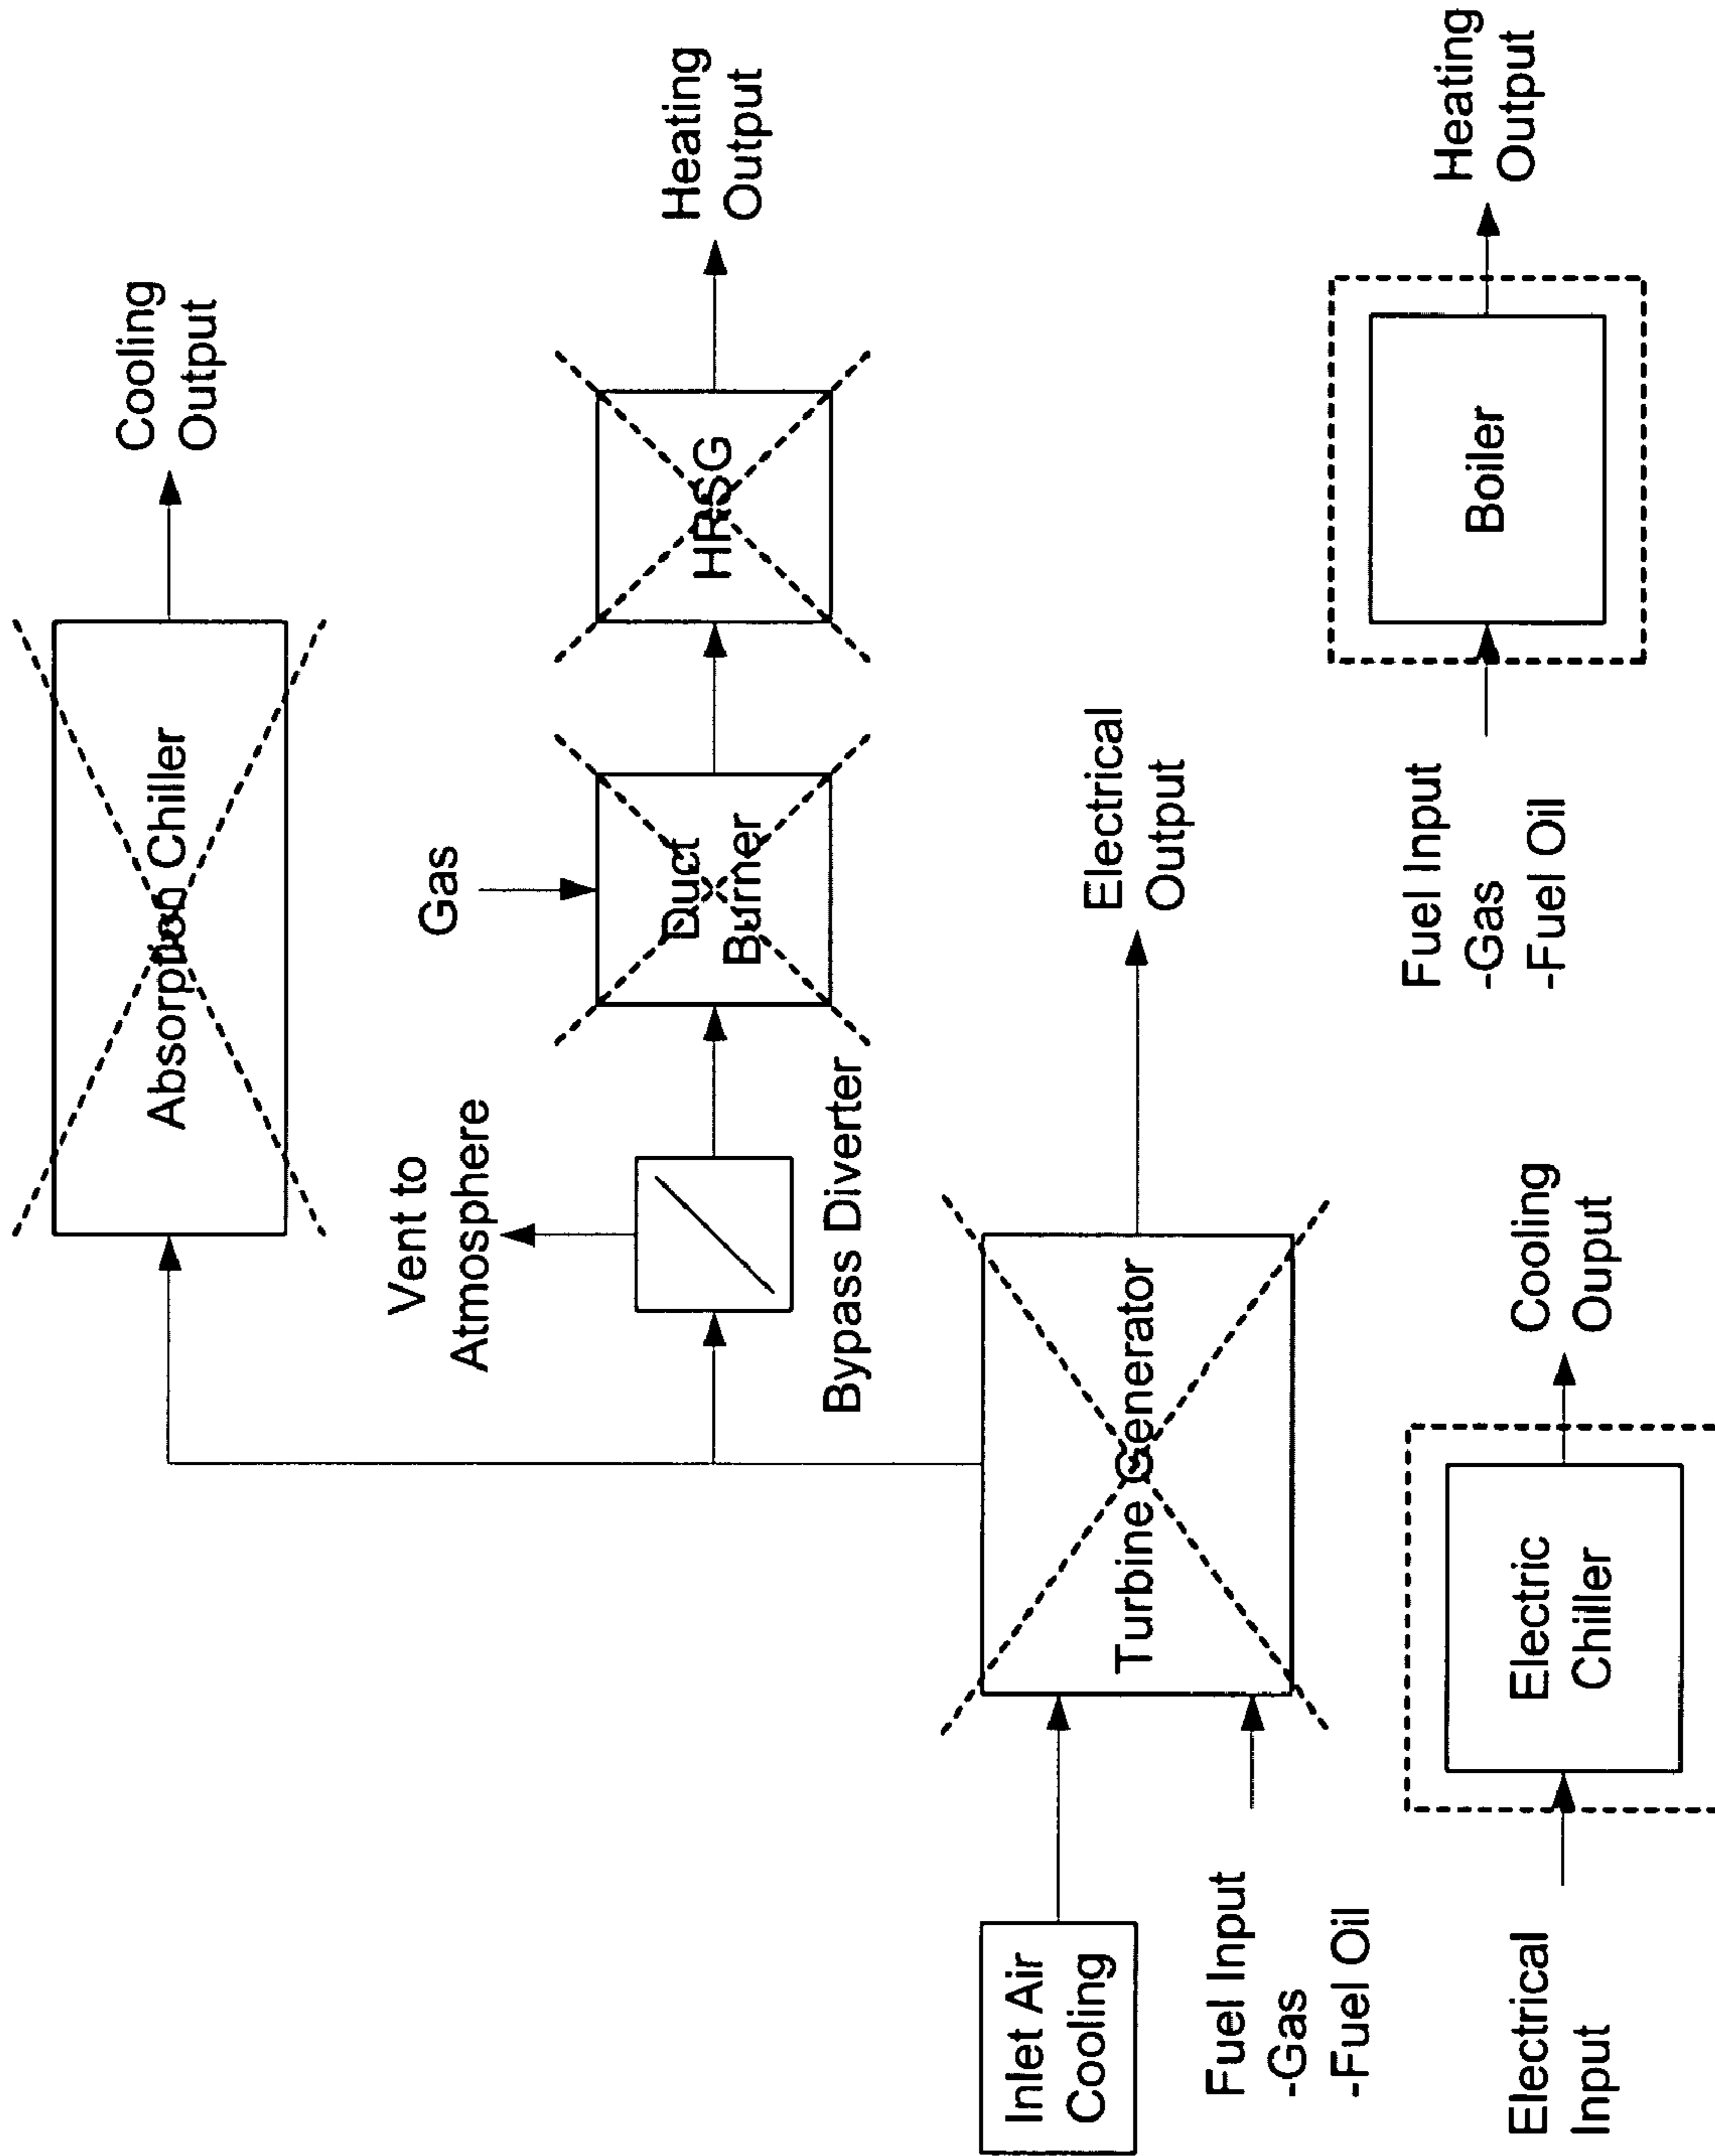 Cooling
Output
Absorption Chiller
Vent to
Atmosphere
Gas
Heating
Output
Duct
Burner
HRSG
Bypass Diverter
Inlet Air
Cooling
Turbine Generator
Electrical
Output
Fuel Input
-Gas
-Fuel Oil
Fuel Input
-Gas
-Fuel Oil
Boiler
Heating
Output
Electrical
Input
Electric
Chiller
Cooling
Ouput